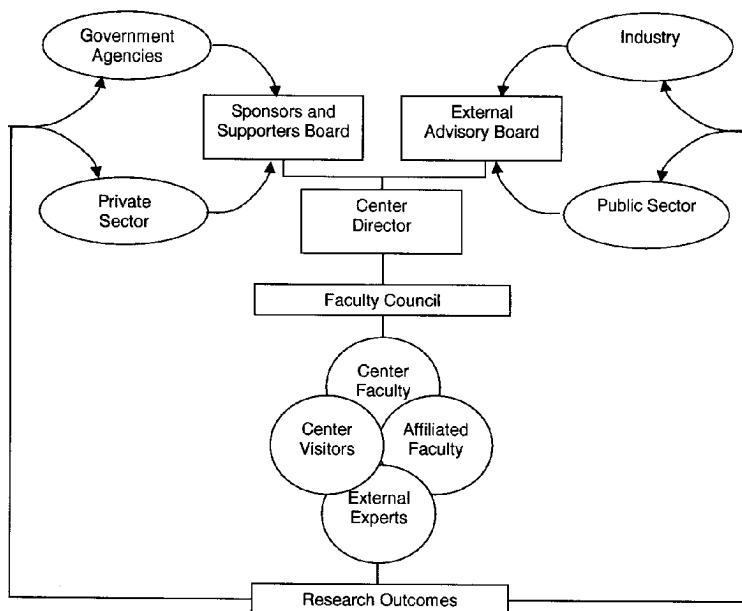 Government
Agencies
Industry
Sponsors and
Supporters Board
External
Advisory Board
Private
Sector
Center
Director
Public Sector
Faculty Council
Center
Faculty
Center
Visitors
Affiliated
Faculty
External
Experts
Research Outcomes